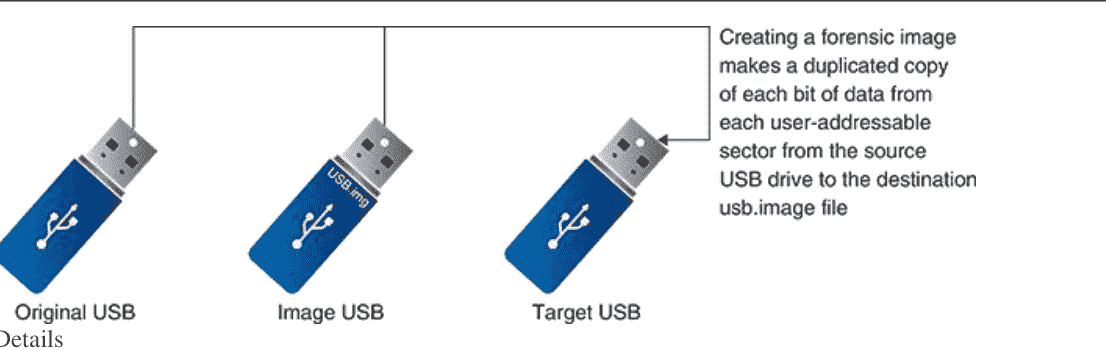 Creating a forensic image
makes a duplicated copy
of each bit of data from
each user-addressable
sector from the source
USB drive to the destination
usb.image file
USB.img
Original USB
Image USB
Target USB
Details